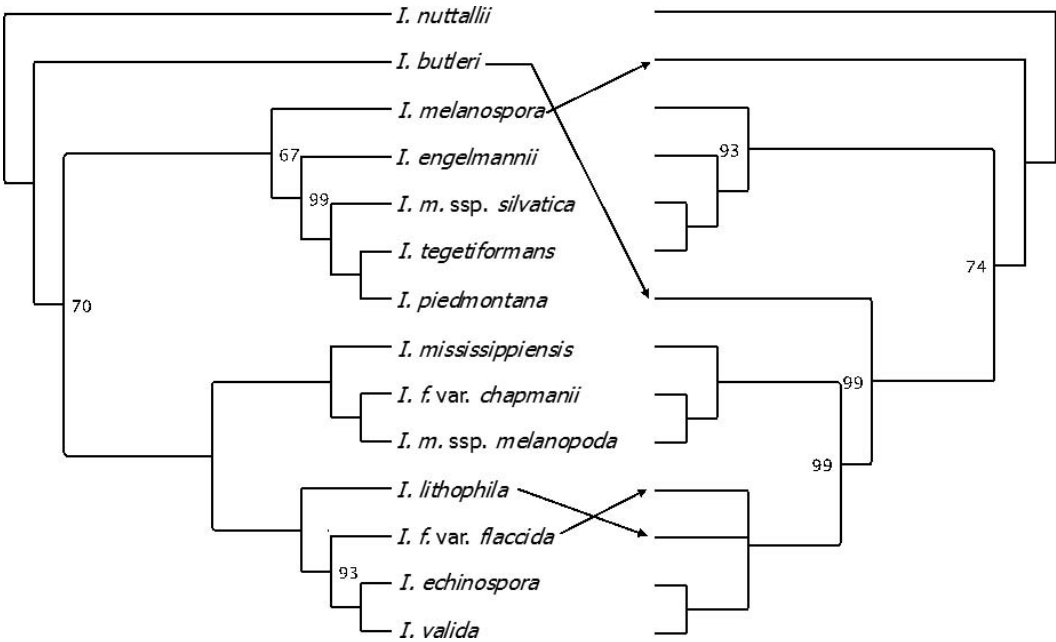 I. nuttallii
I. butleri
I. melanospora
67
93
I. engelmannii
99
I. m. ssp. silvatica
I. tegetiformans
74
I. piedmontana
70
I. mississippiensis
99
I. f. var. chapmanii
I. m. ssp. melanopoda
99
I. lithophila
I. f. var. flaccida
93
I. echinospora
I. valida